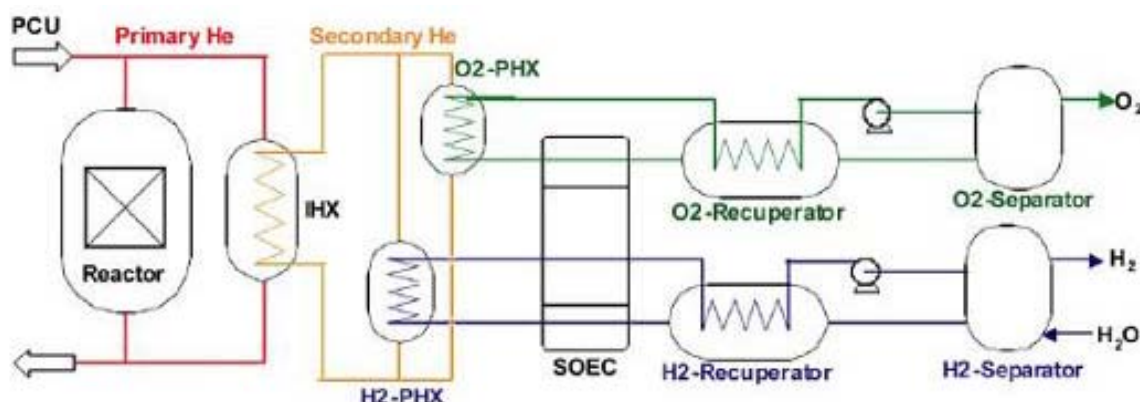 PCU
Primary He
Secondary He
O2-PHX
O₂
IHX
O2-Recuperator
O2-Separator
Reactor
H₂
H₂O
SOEC
H2-Recuperator
H2-Separator
H2-PHX